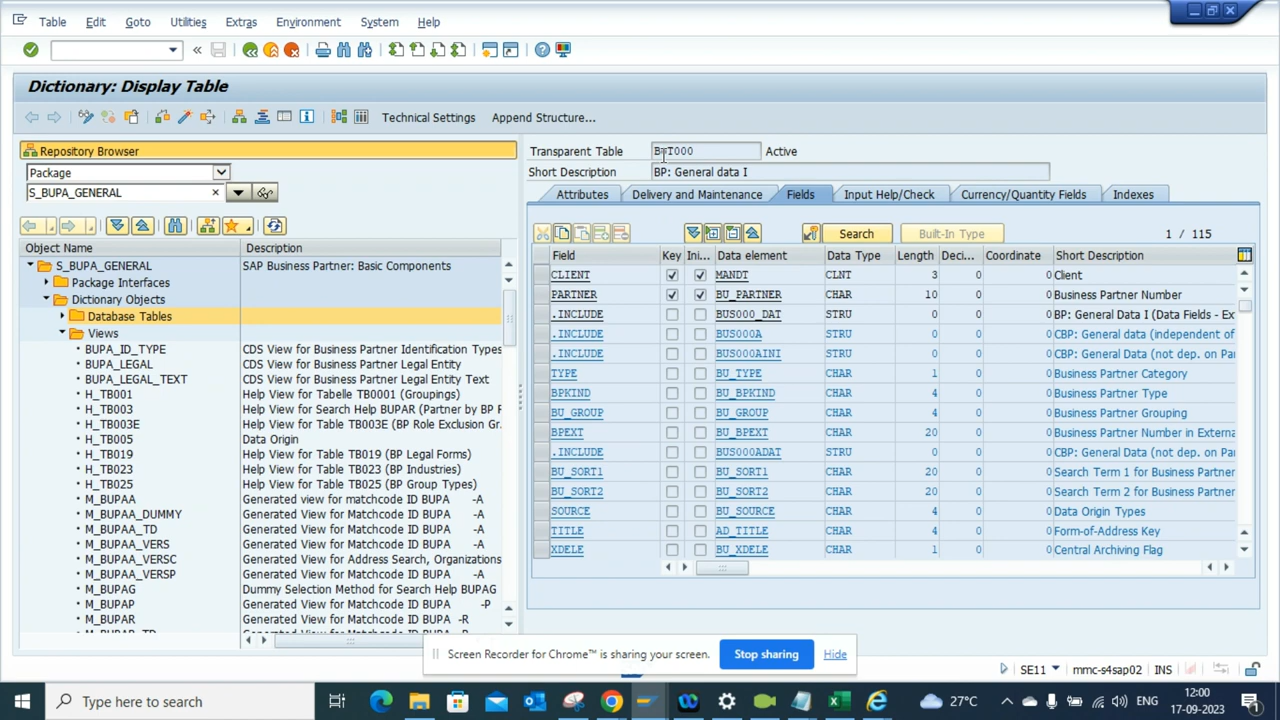 Table Edit Goto Utilities Extras Environment System Help
Dictionary: Display Table
Technical Settings Append Structure...
Repository Browser
Package
S_BUPA_GENERAL
Object Name Description
S_BUPA_GENERAL SAP Business Partner: Basic Components
Package Interfaces
Dictionary Objects
Database Tables
Views
BUPA_ID_TYPE CDS View for Business Partner Identification Types
BUPA_LEGAL CDS View for Business Partner Legal Entity
BUPA_LEGAL_TEXT CDS View for Business Partner Legal Entity Text
H_TB001 Help View for Tabelle TB0001 (Groupings)
H_TB003 Help View for Search Help BUPAR (Partner by BP R
H_TB003E Help View for Table TB003E (BP Role Exclusion Gr.
H_TB005 Data Origin
H_TB019 Help View for Table TB019 (BP Legal Forms)
H_TB023 Help View for Table TB023 (BP Industries)
H_TB025 Help View for Table TB025 (BP Group Types)
M_BUPAA Generated view for matchcode ID BUPA -A
M_BUPAA_DUMMY Generated View for Matchcode ID BUPA -A
M_BUPAA_TD Generated View for Matchcode ID BUPA -A
M_BUPAA_VERS Generated View for Matchcode ID BUPA -A
M_BUPAA_VERSC Generated View for Address Search, Organizations
M_BUPAA_VERSP Generated View for Matchcode ID BUPA -A
M_BUPAG Dummy Selection Method for Search Help BUPAG
M_BUPAP Generated View for Matchcode ID BUPA -P
M_BUPAR Generated View for Matchcode ID BUPA -R
Transparent Table Active
Short Description BP: General data I
Attributes Delivery and Maintenance Fields Input Help/Check Currency/Quantity Fields Indexes
Search Built-In Type 1 / 115
Field Key Ini... Data element Data Type Length Deci... Coordinate Short Description
CLIENT MANDT CLNT 3 0 0 Client
PARTNER BU_PARTNER CHAR 10 0 0 Business Partner Number
.INCLUDE BUS000_DAT STRU 0 0 0 BP: General Data I (Data Fields - Ex
.INCLUDE BUS000A STRU 0 0 0 CBP: General data (independent of
.INCLUDE BUS000AINI STRU 0 0 0 CBP: General Data (not dep. on Pa
TYPE BU_TYPE CHAR 1 0 0 Business Partner Category
BPKIND BU_BPKIND CHAR 4 0 0 Business Partner Type
BU_GROUP BU_GROUP CHAR 4 0 0 Business Partner Grouping
BPEXT BU_BPEXT CHAR 20 0 0 Business Partner Number in Externa
.INCLUDE BUS000ADAT STRU 0 0 0 CBP: General Data (not dep. on Pa
BU_SORT1 BU_SORT1 CHAR 20 0 0 Search Term 1 for Business Partner
BU_SORT2 BU_SORT2 CHAR 20 0 0 Search Term 2 for Business Partner
SOURCE BU_SOURCE CHAR 4 0 0 Data Origin Types
TITLE AD_TITLE CHAR 4 0 0 Form-of-Address Key
XDELE BU_XDELE CHAR 1 0 0 Central Archiving Flag
Screen Recorder for Chrome™ is sharing your screen. Stop sharing Hide
SE11 mmc-s4sap02 INS
Type here to search
27°C ENG 12:00
17-09-2023